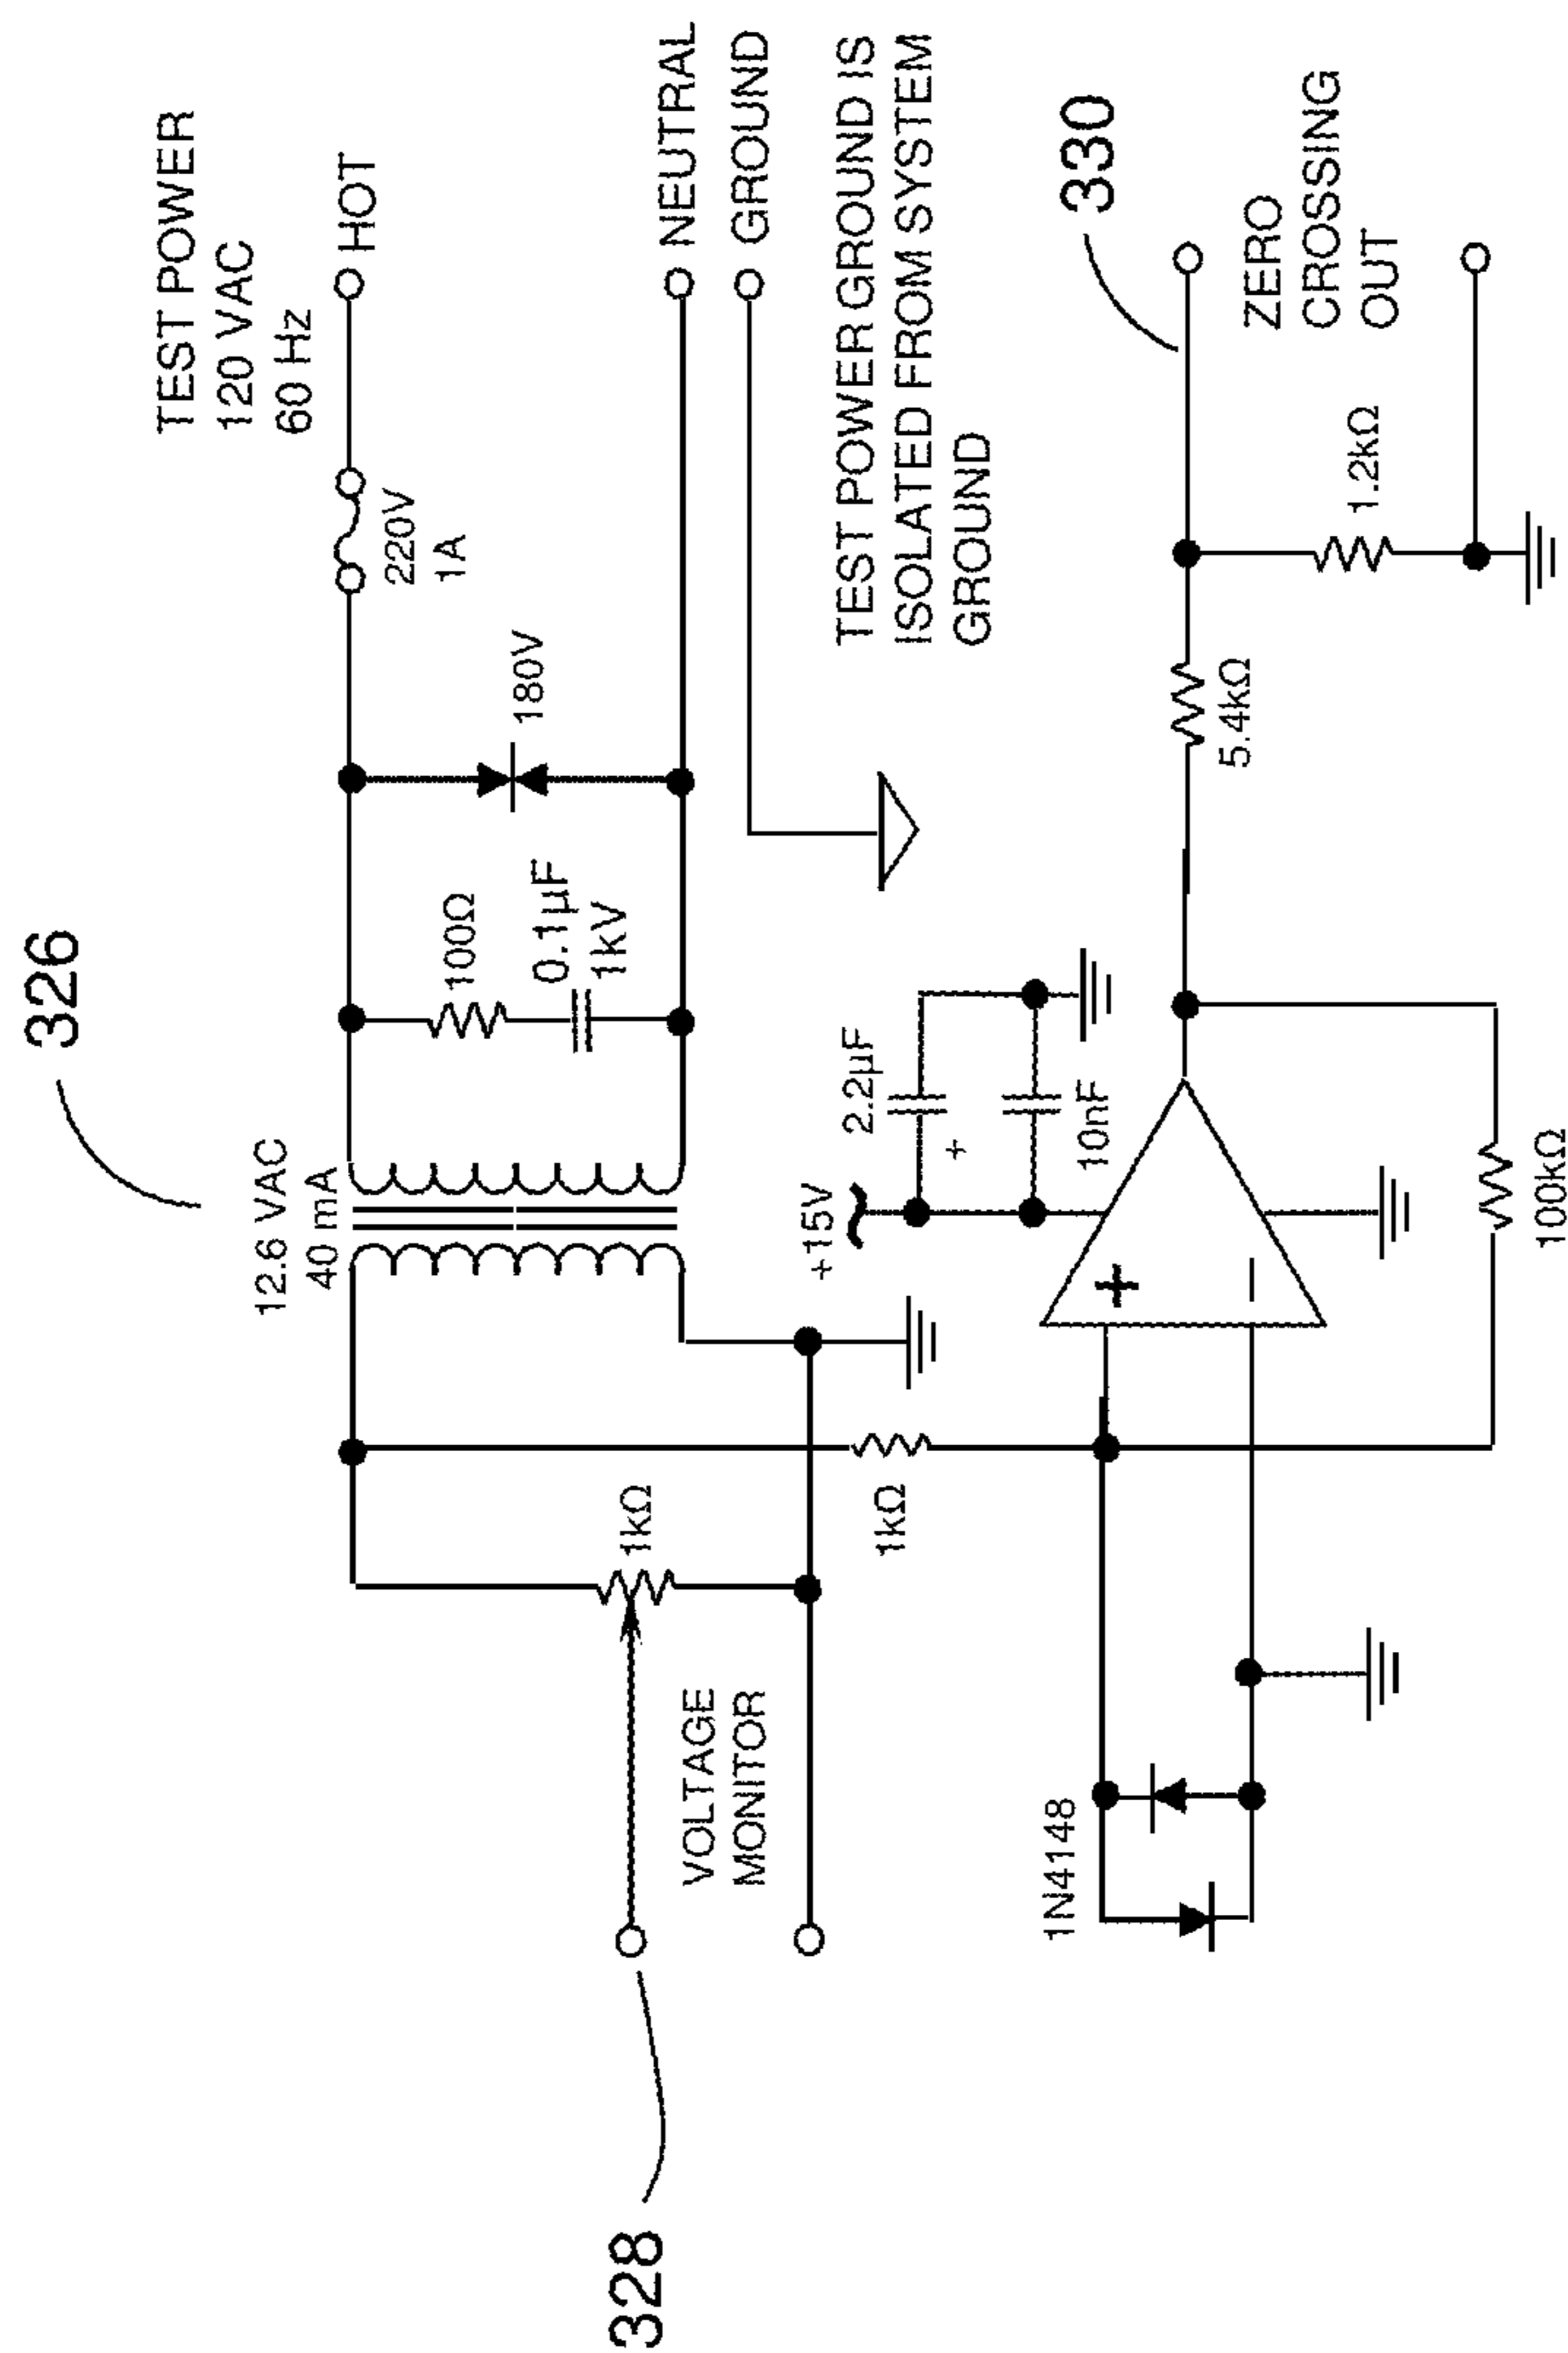 326
TEST POWER
120 VAC
60 Hz
HOT
NEUTRAL
GROUND
220V
1A
180V
100Ω
0.1µF
1kV
12.6 VAC
40 mA
TEST POWER GROUND IS
ISOLATED FROM SYSTEM
GROUND
328
VOLTAGE
MONITOR
1kΩ
1kΩ
+15V
2.2µF
+
10nF
+
−
1N4148
100kΩ
5.4kΩ
1.2kΩ
330
ZERO
CROSSING
OUT